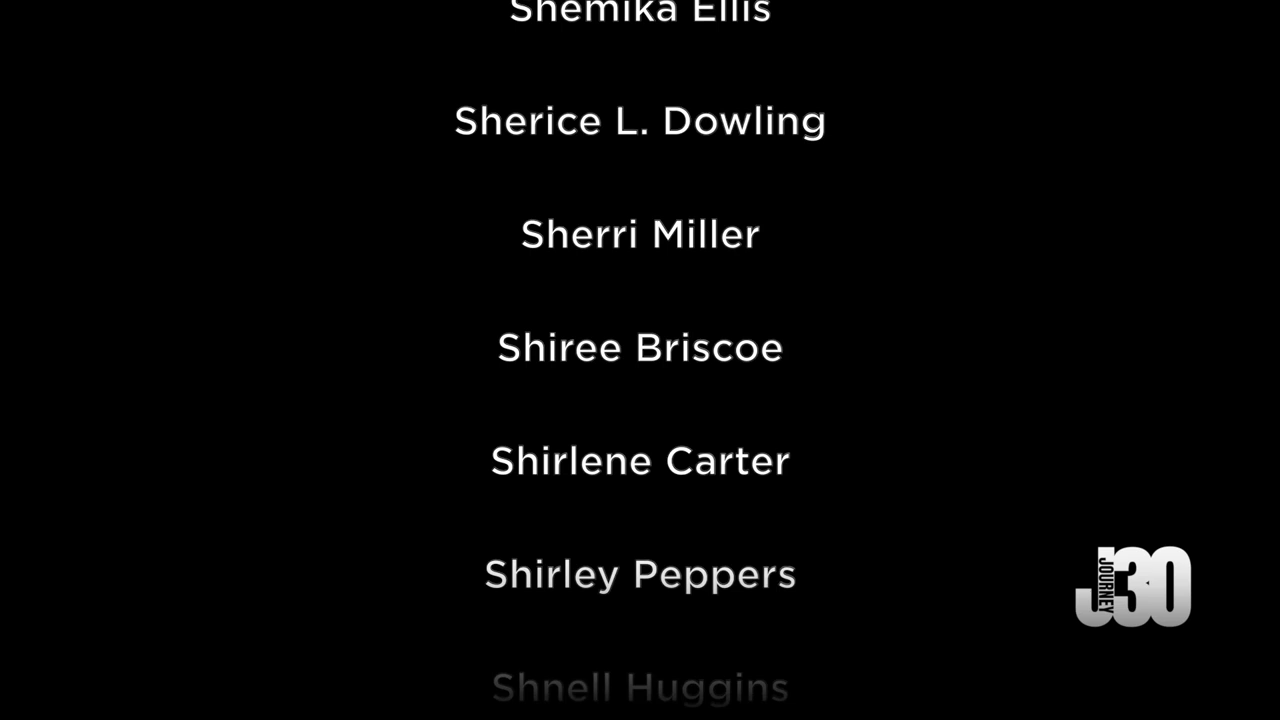 Shemika Ellis
Sherice L. Dowling
Sherri Miller
Shiree Briscoe
Shirlene Carter
Shirley Peppers
J30
JOURNEY
Shnell Huggins